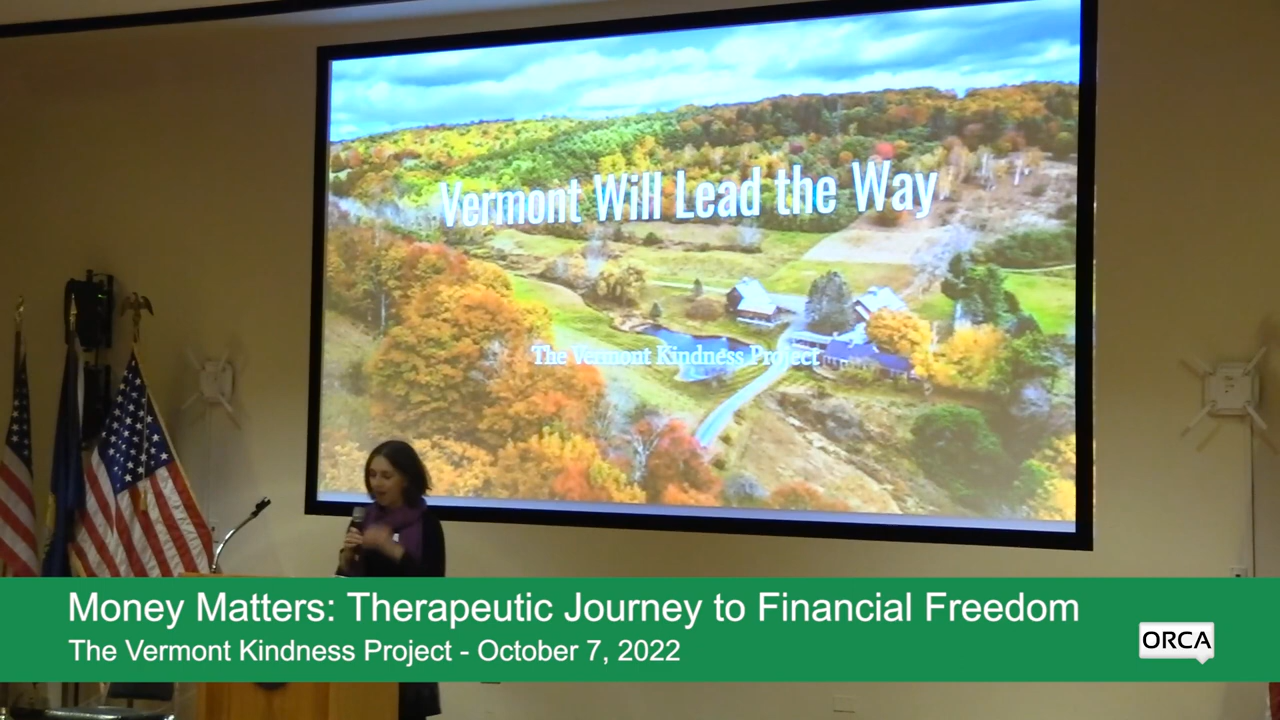 Vermont Will Lead the Way
The Vermont Kindness Project
Money Matters: Therapeutic Journey to Financial Freedom
The Vermont Kindness Project - October 7, 2022
ORCA